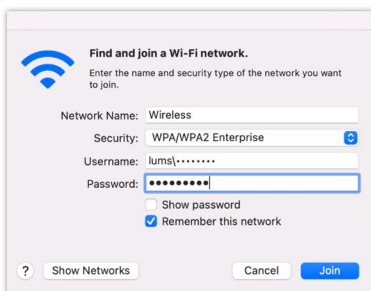 Find and join a Wi-Fi network.
Enter the name and security type of the network you want
to join.
Network Name: Wireless
Security: WPA/WPA2 Enterprise
Username: lums\········
Password: •••••••••
Show password
Remember this network
? Show Networks Cancel Join